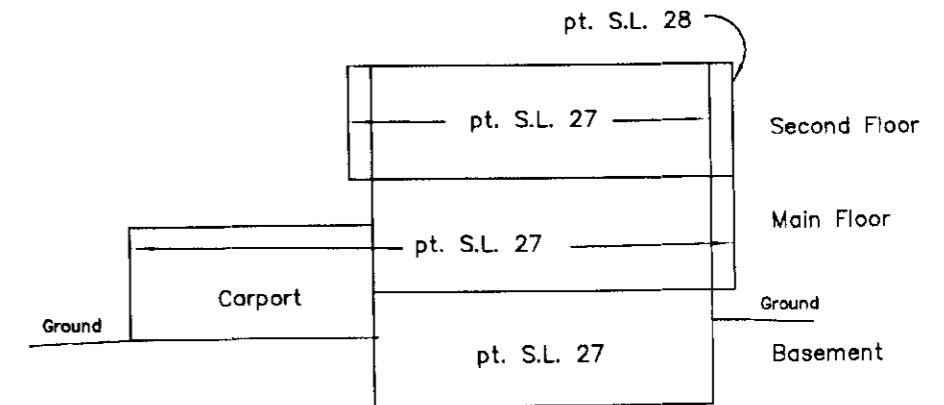 pt. S.L. 28
pt. S.L. 27
Second Floor
Main Floor
pt. S.L. 27
Carport
Ground
Ground
pt. S.L. 27
Basement